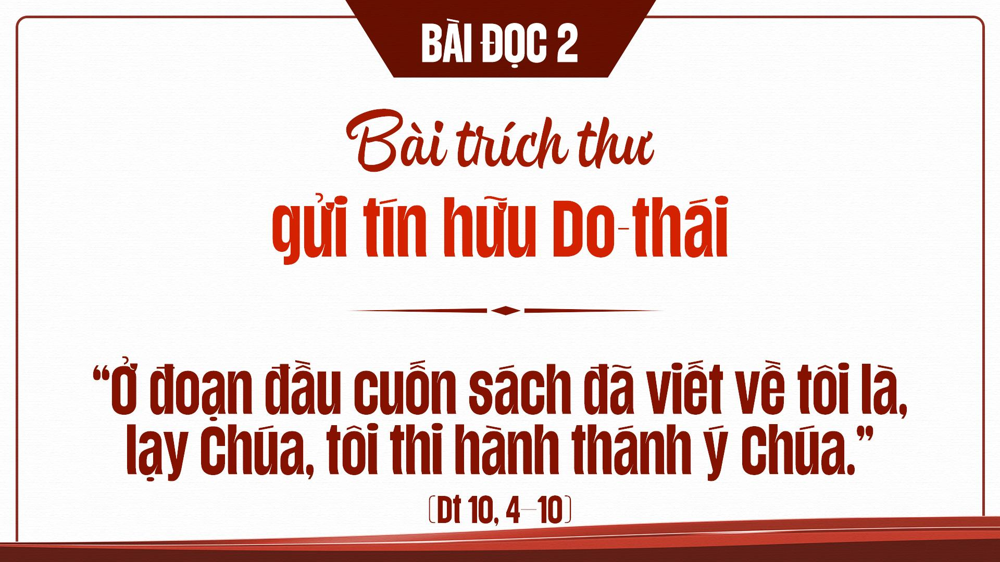 BÀI ĐỌC 2
Bài trích thư
gửi tín hữu Do-thái
“Ở đoạn đầu cuốn sách đã viết về tôi là,
lạy Chúa, tôi thi hành thánh ý Chúa.”
(Dt 10, 4–10)